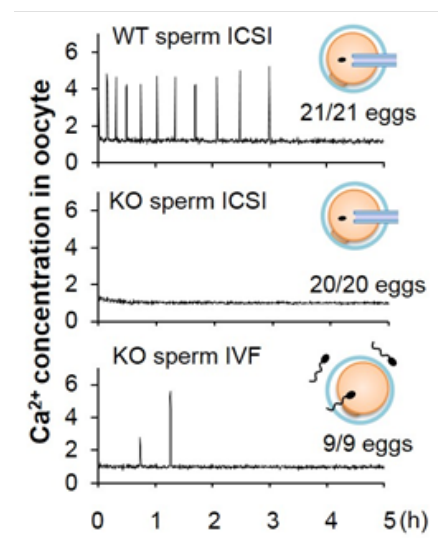 Ca²⁺ concentration in oocyte
WT sperm ICSI
6
4
2
0
21/21 eggs
KO sperm ICSI
6
4
2
0
20/20 eggs
KO sperm IVF
6
4
2
0
9/9 eggs
0 1 2 3 4 5 (h)